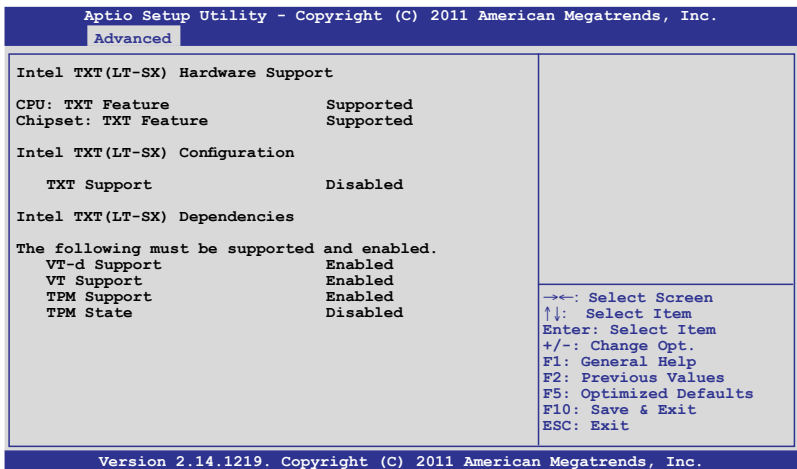 Aptio Setup Utility - Copyright (C) 2011 American Megatrends, Inc.
Advanced
Intel TXT(LT-SX) Hardware Support
CPU: TXT Feature Supported
Chipset: TXT Feature Supported
Intel TXT(LT-SX) Configuration
TXT Support Disabled
Intel TXT(LT-SX) Dependencies
The following must be supported and enabled.
VT-d Support Enabled
VT Support Enabled
TPM Support Enabled
TPM State Disabled
→←: Select Screen
↑↓: Select Item
Enter: Select Item
+/-: Change Opt.
F1: General Help
F2: Previous Values
F5: Optimized Defaults
F10: Save & Exit
ESC: Exit
Version 2.14.1219. Copyright (C) 2011 American Megatrends, Inc.